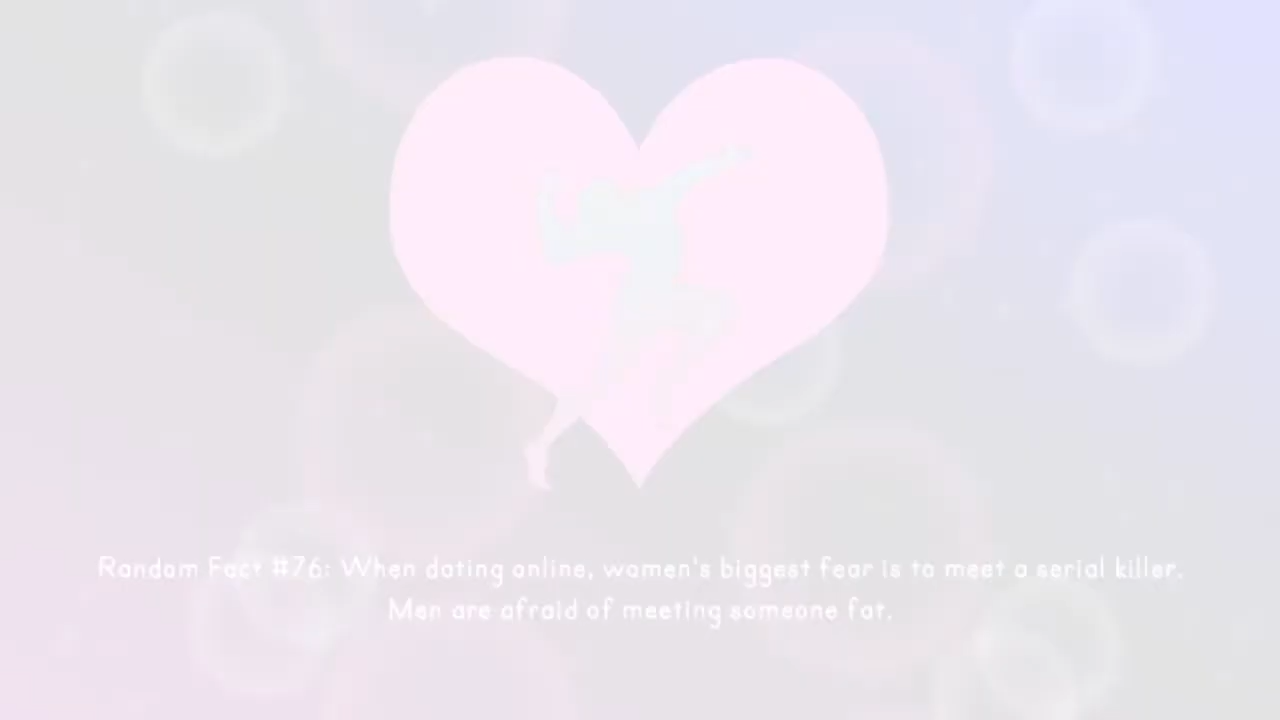 Random Fact #76: When dating online, women's biggest fear is to meet a serial killer.
Men are afraid of meeting someone fat.